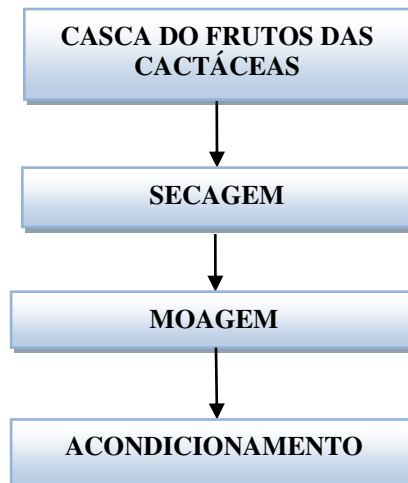 CASCA DO FRUTOS DAS
CACTÁCEAS
SECAGEM
MOAGEM
ACONDICIONAMENTO